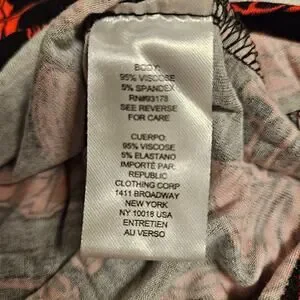 BODY:
95% VISCOSE
5% SPANDEX
RN#93178
SEE REVERSE
FOR CARE
CUERPO:
95% VISCOSE
5% ELASTANO
IMPORTÉ PAR:
REPUBLIC
CLOTHING CORP
1411 BROADWAY
NEW YORK
NY 10018 USA
ENTRETIEN
AU VERSO